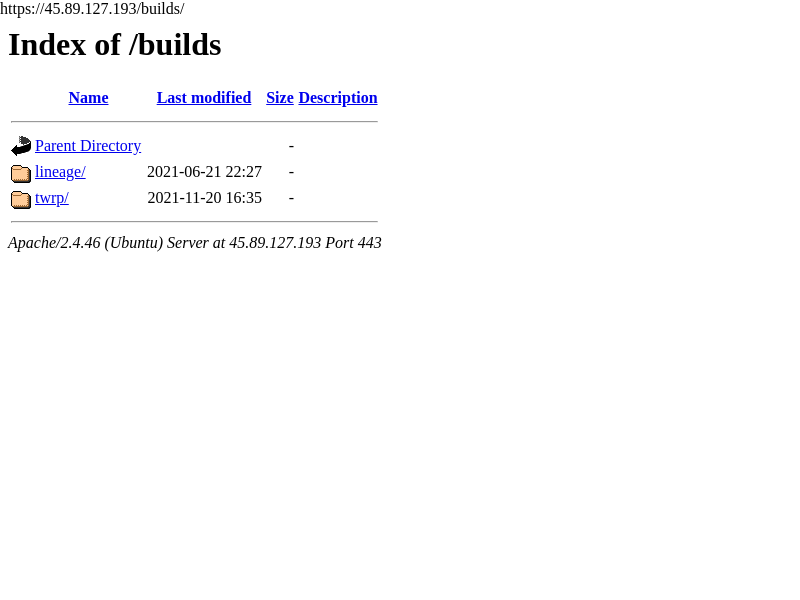 https://45.89.127.193/builds/
Index of /builds
Name Last modified Size Description
Parent Directory -
lineage/ 2021-06-21 22:27 -
twrp/ 2021-11-20 16:35 -
Apache/2.4.46 (Ubuntu) Server at 45.89.127.193 Port 443